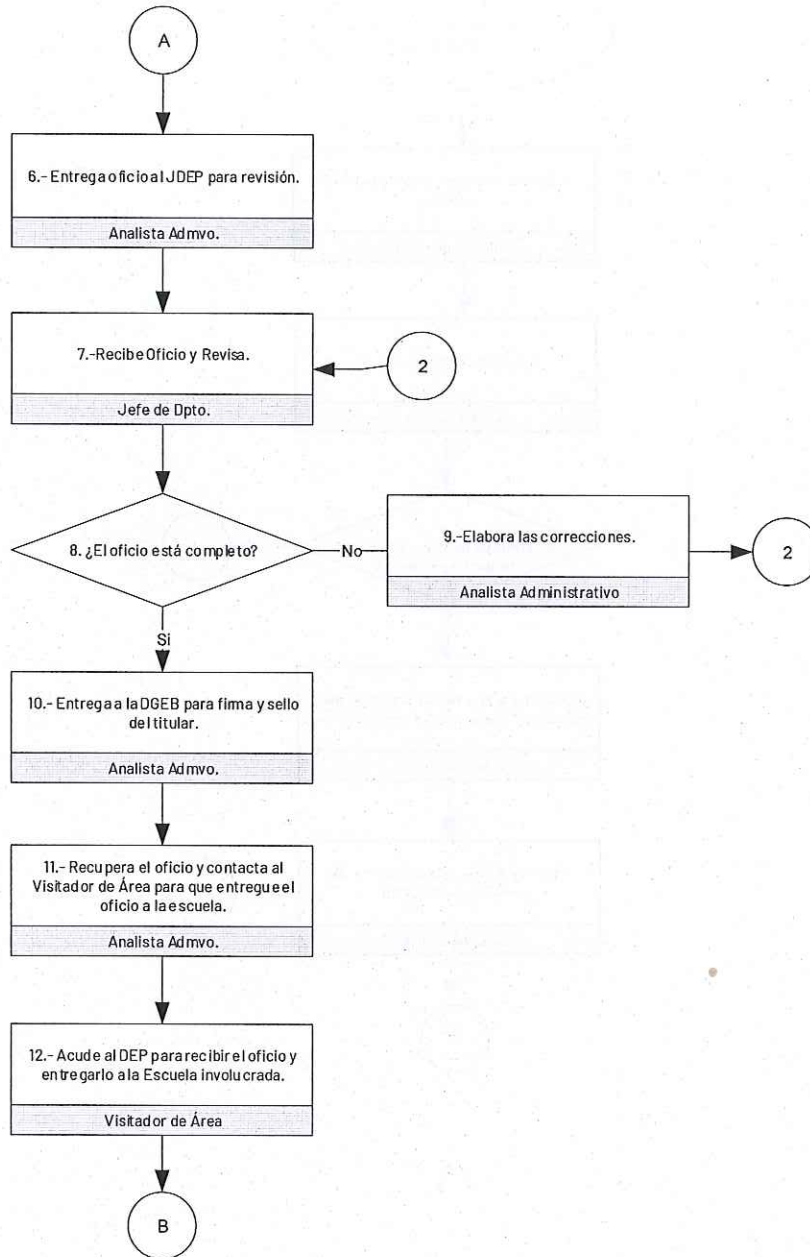 A
6.- Entrega oficio al JDEP para revisión.
Analista Admvo.
7.-Recibe Oficio y Revisa.
2
Jefe de Dpto.
8. ¿El oficio está completo?
No
9.-Elabora las correcciones.
Analista Administrativo
2
Si
10.- Entrega a la DGEB para firma y sello
del titular.
Analista Admvo.
11.- Recupera el oficio y contacta al
Visitador de Área para que entregue el
oficio a la escuela.
Analista Admvo.
12.- Acude al DEP para recibir el oficio y
entregarlo a la Escuela involucrada.
Visitador de Área
B